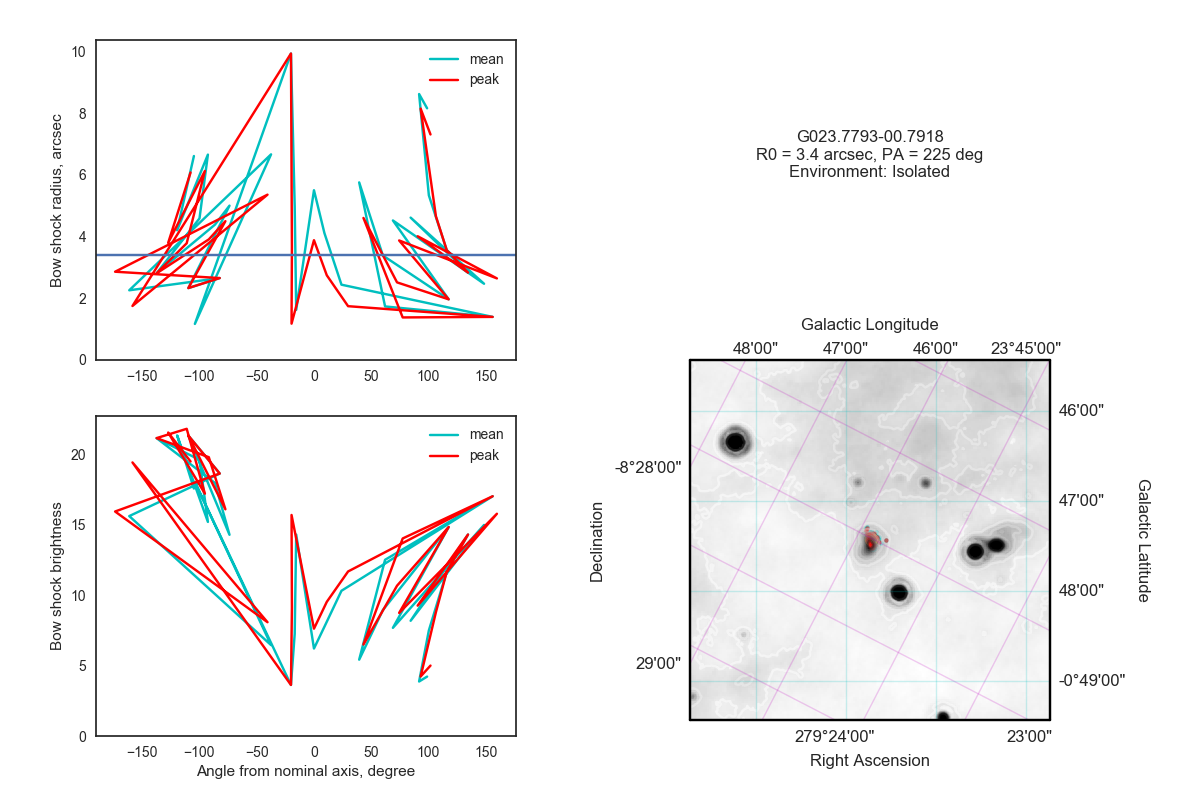 10
8
6
4
2
0
Bow shock radius, arcsec
mean
peak
−150
−100
−50
0
50
100
150
20
15
10
5
0
Bow shock brightness
mean
peak
−150
−100
−50
0
50
100
150
Angle from nominal axis, degree
G023.7793-00.7918
R0 = 3.4 arcsec, PA = 225 deg
Environment: Isolated
Galactic Longitude
48'00" 47'00" 46'00" 23°45'00"
46'00"
47'00"
48'00"
-0°49'00"
Galactic Latitude
-8°28'00"
29'00"
Declination
279°24'00" 23'00"
Right Ascension